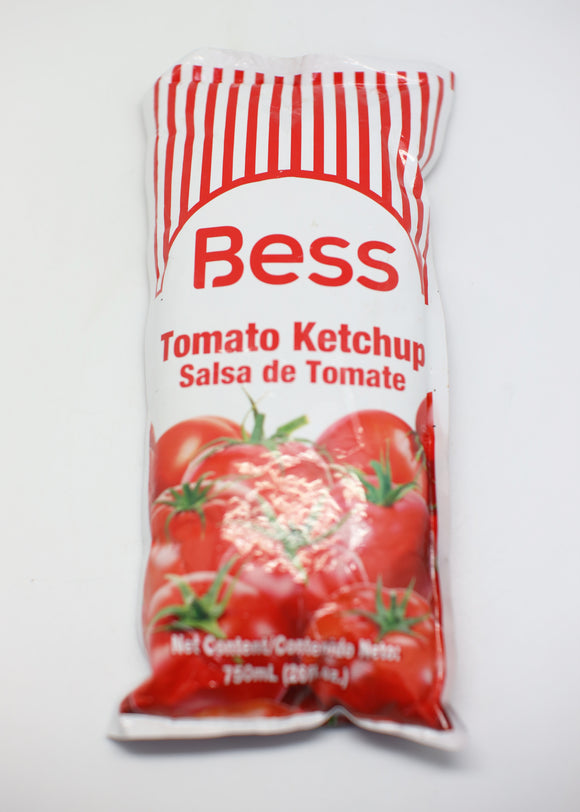 Bess
Tomato Ketchup
Salsa de Tomate
Net Content/Contenido Neto:
750mL